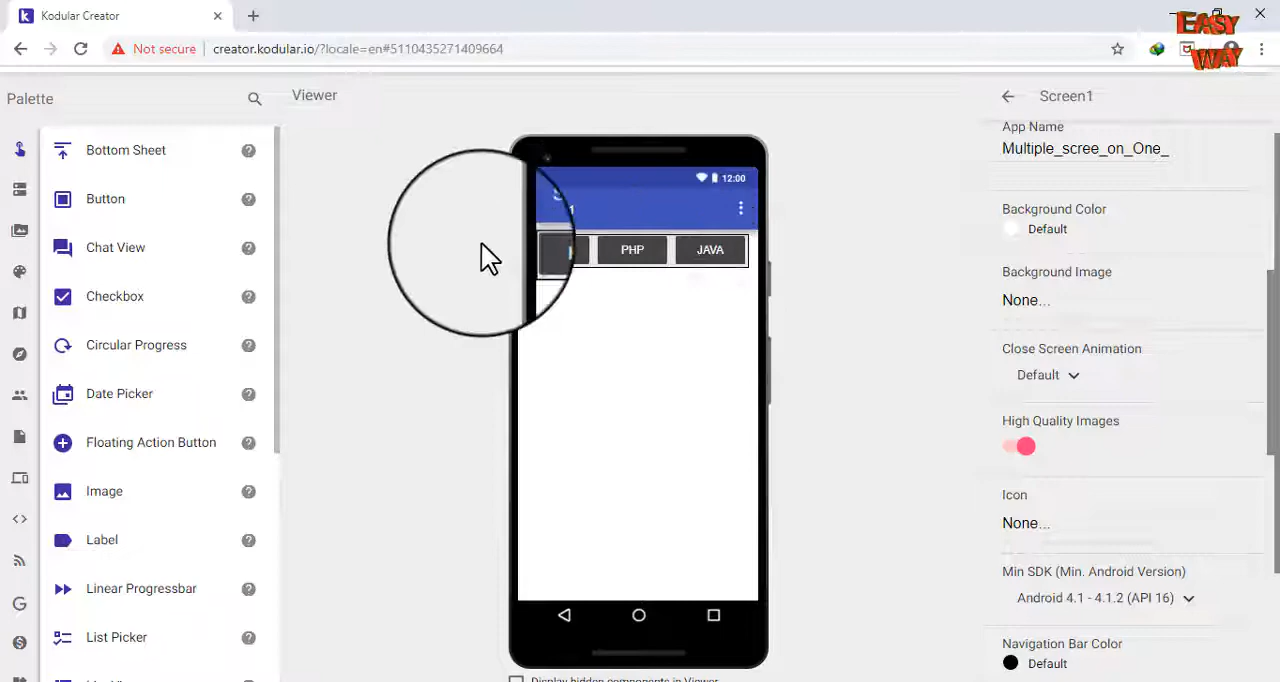 Kodular Creator
Not secure
creator.kodular.io/?locale=en#5110435271409664
EASY
WAY
Palette
Bottom Sheet
Button
Chat View
Checkbox
Circular Progress
Date Picker
Floating Action Button
Image
Label
Linear Progressbar
List Picker
Viewer
12:00
PHP
JAVA
Display hidden components in Viewer
Screen1
App Name
Multiple_scree_on_One_
Background Color
Default
Background Image
None...
Close Screen Animation
Default
High Quality Images
Icon
None...
Min SDK (Min. Android Version)
Android 4.1 - 4.1.2 (API 16)
Navigation Bar Color
Default